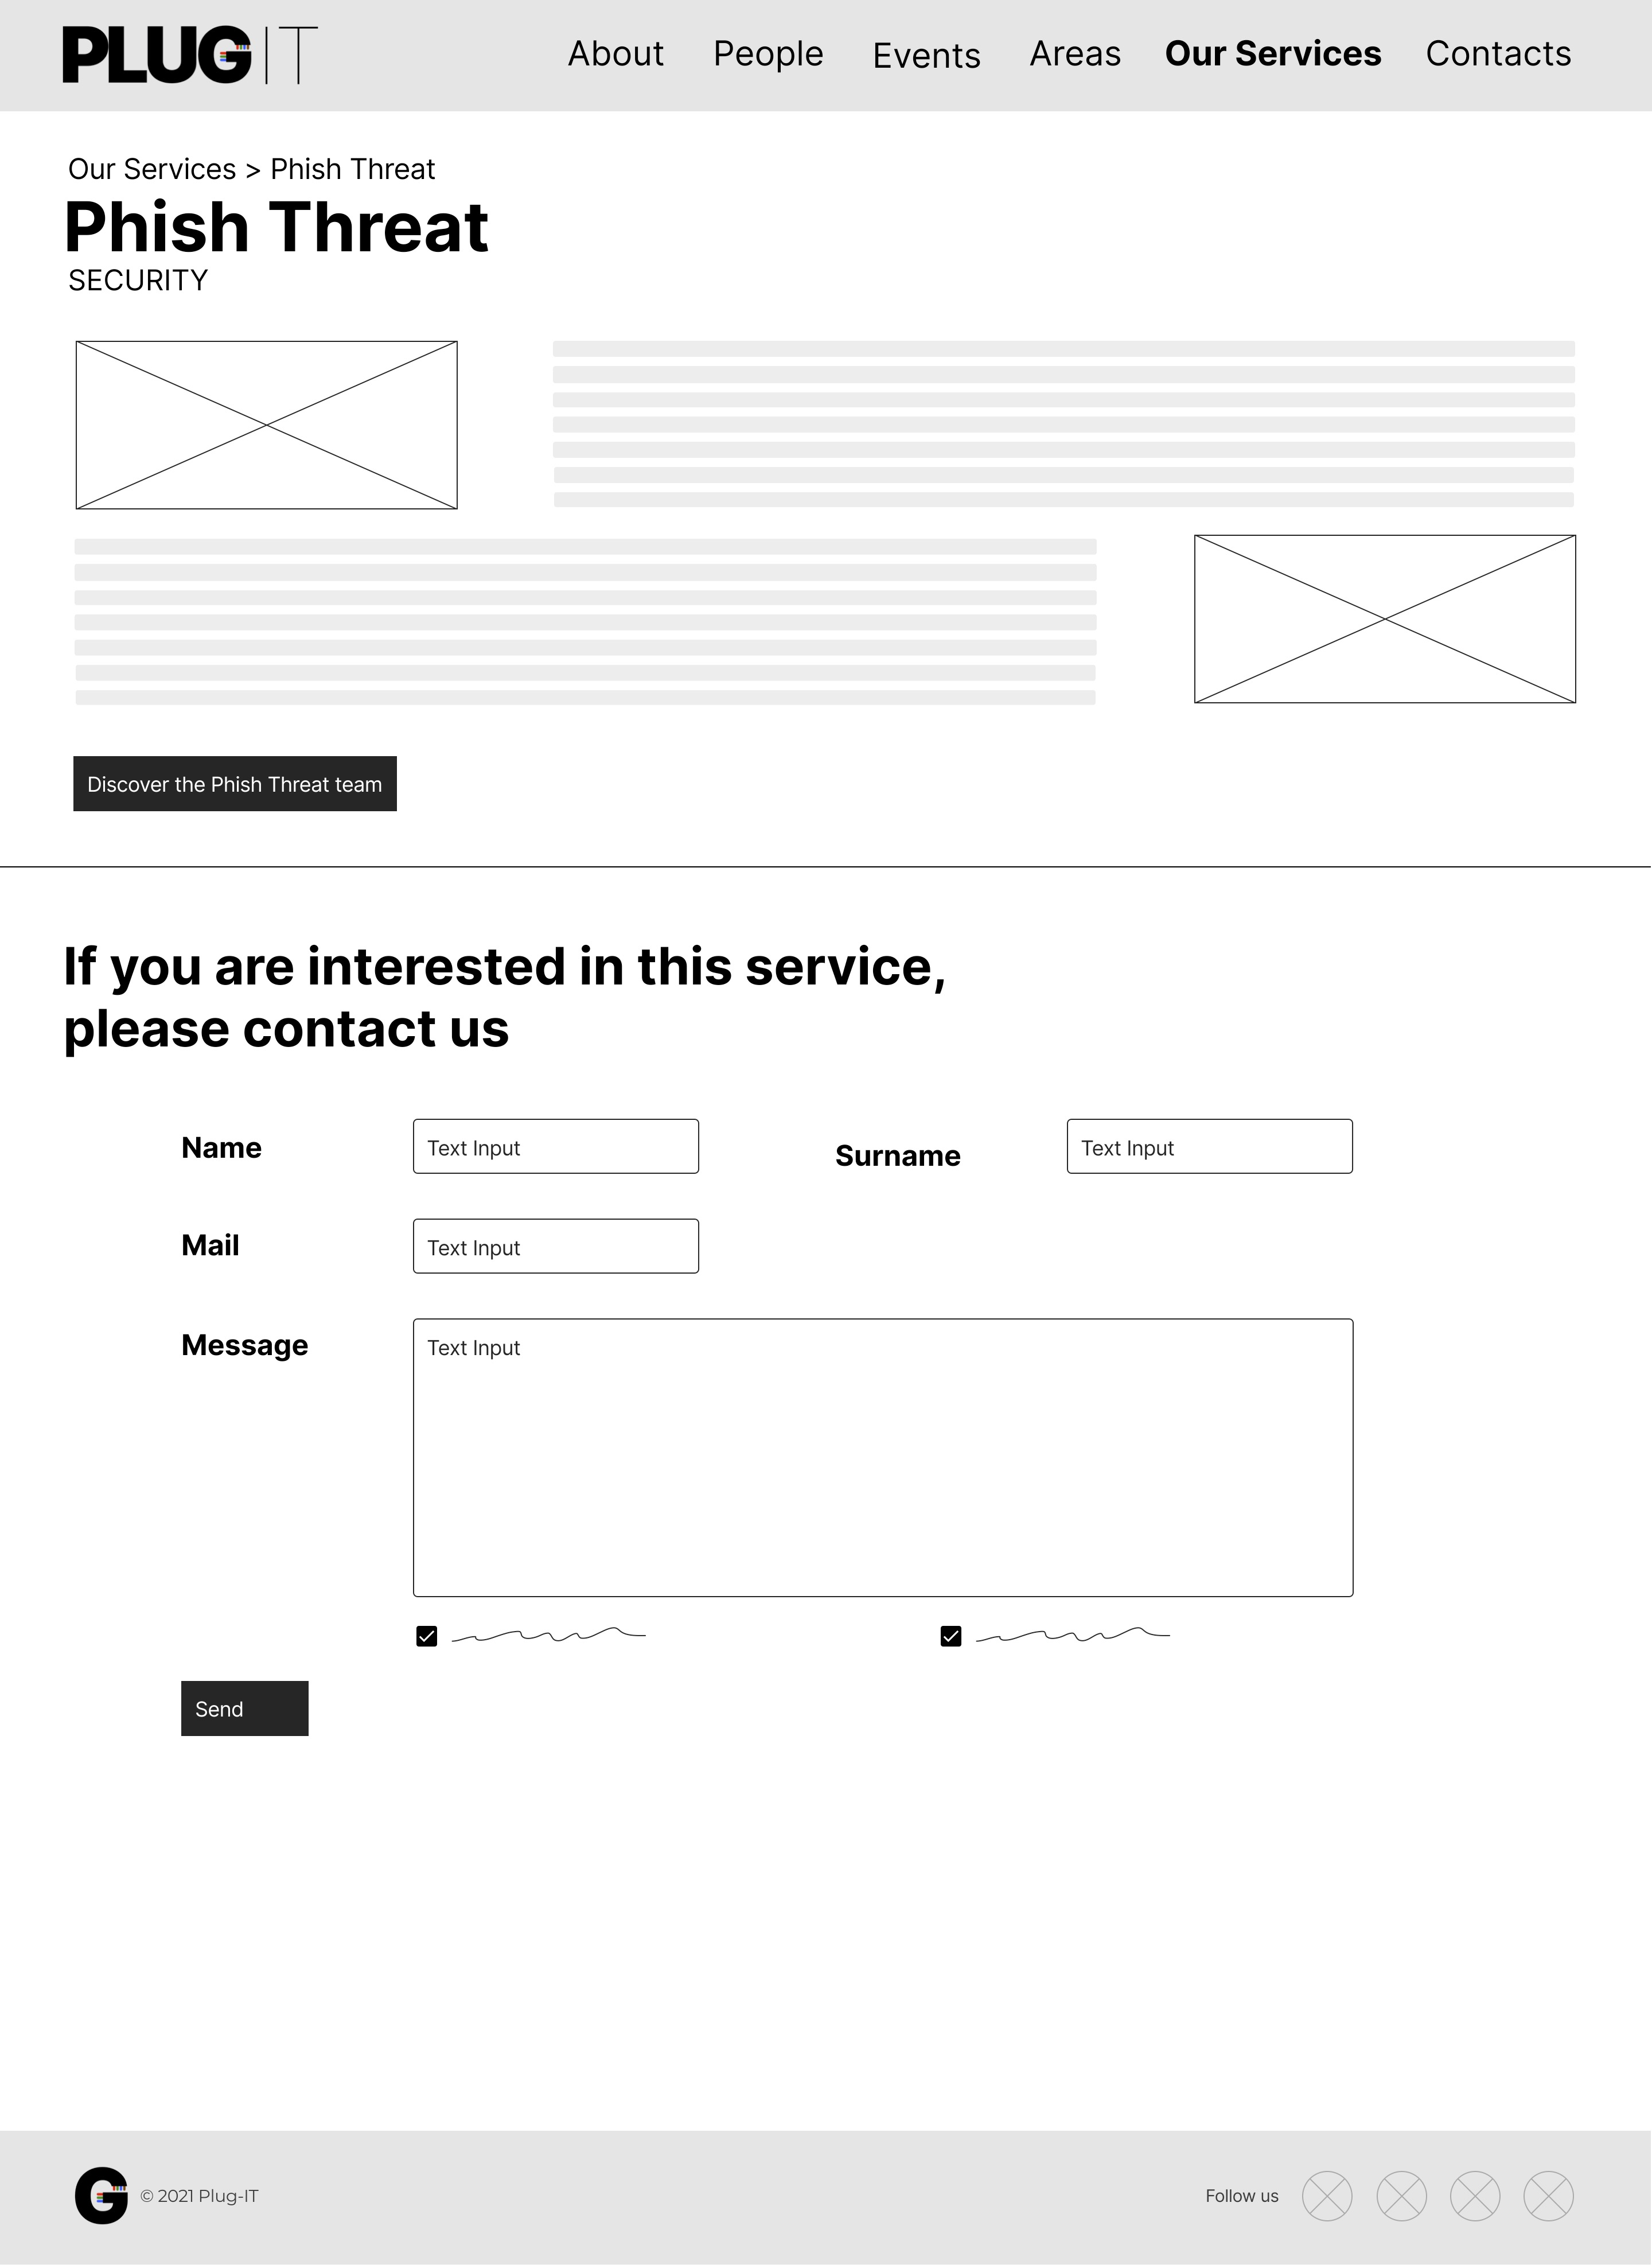 PLUG IT
About People Events Areas Our Services Contacts
Our Services > Phish Threat
Phish Threat
SECURITY
Discover the Phish Threat team
If you are interested in this service,
please contact us
Name
Text Input
Surname
Text Input
Mail
Text Input
Message
Text Input
Send
G
© 2021 Plug-IT
Follow us